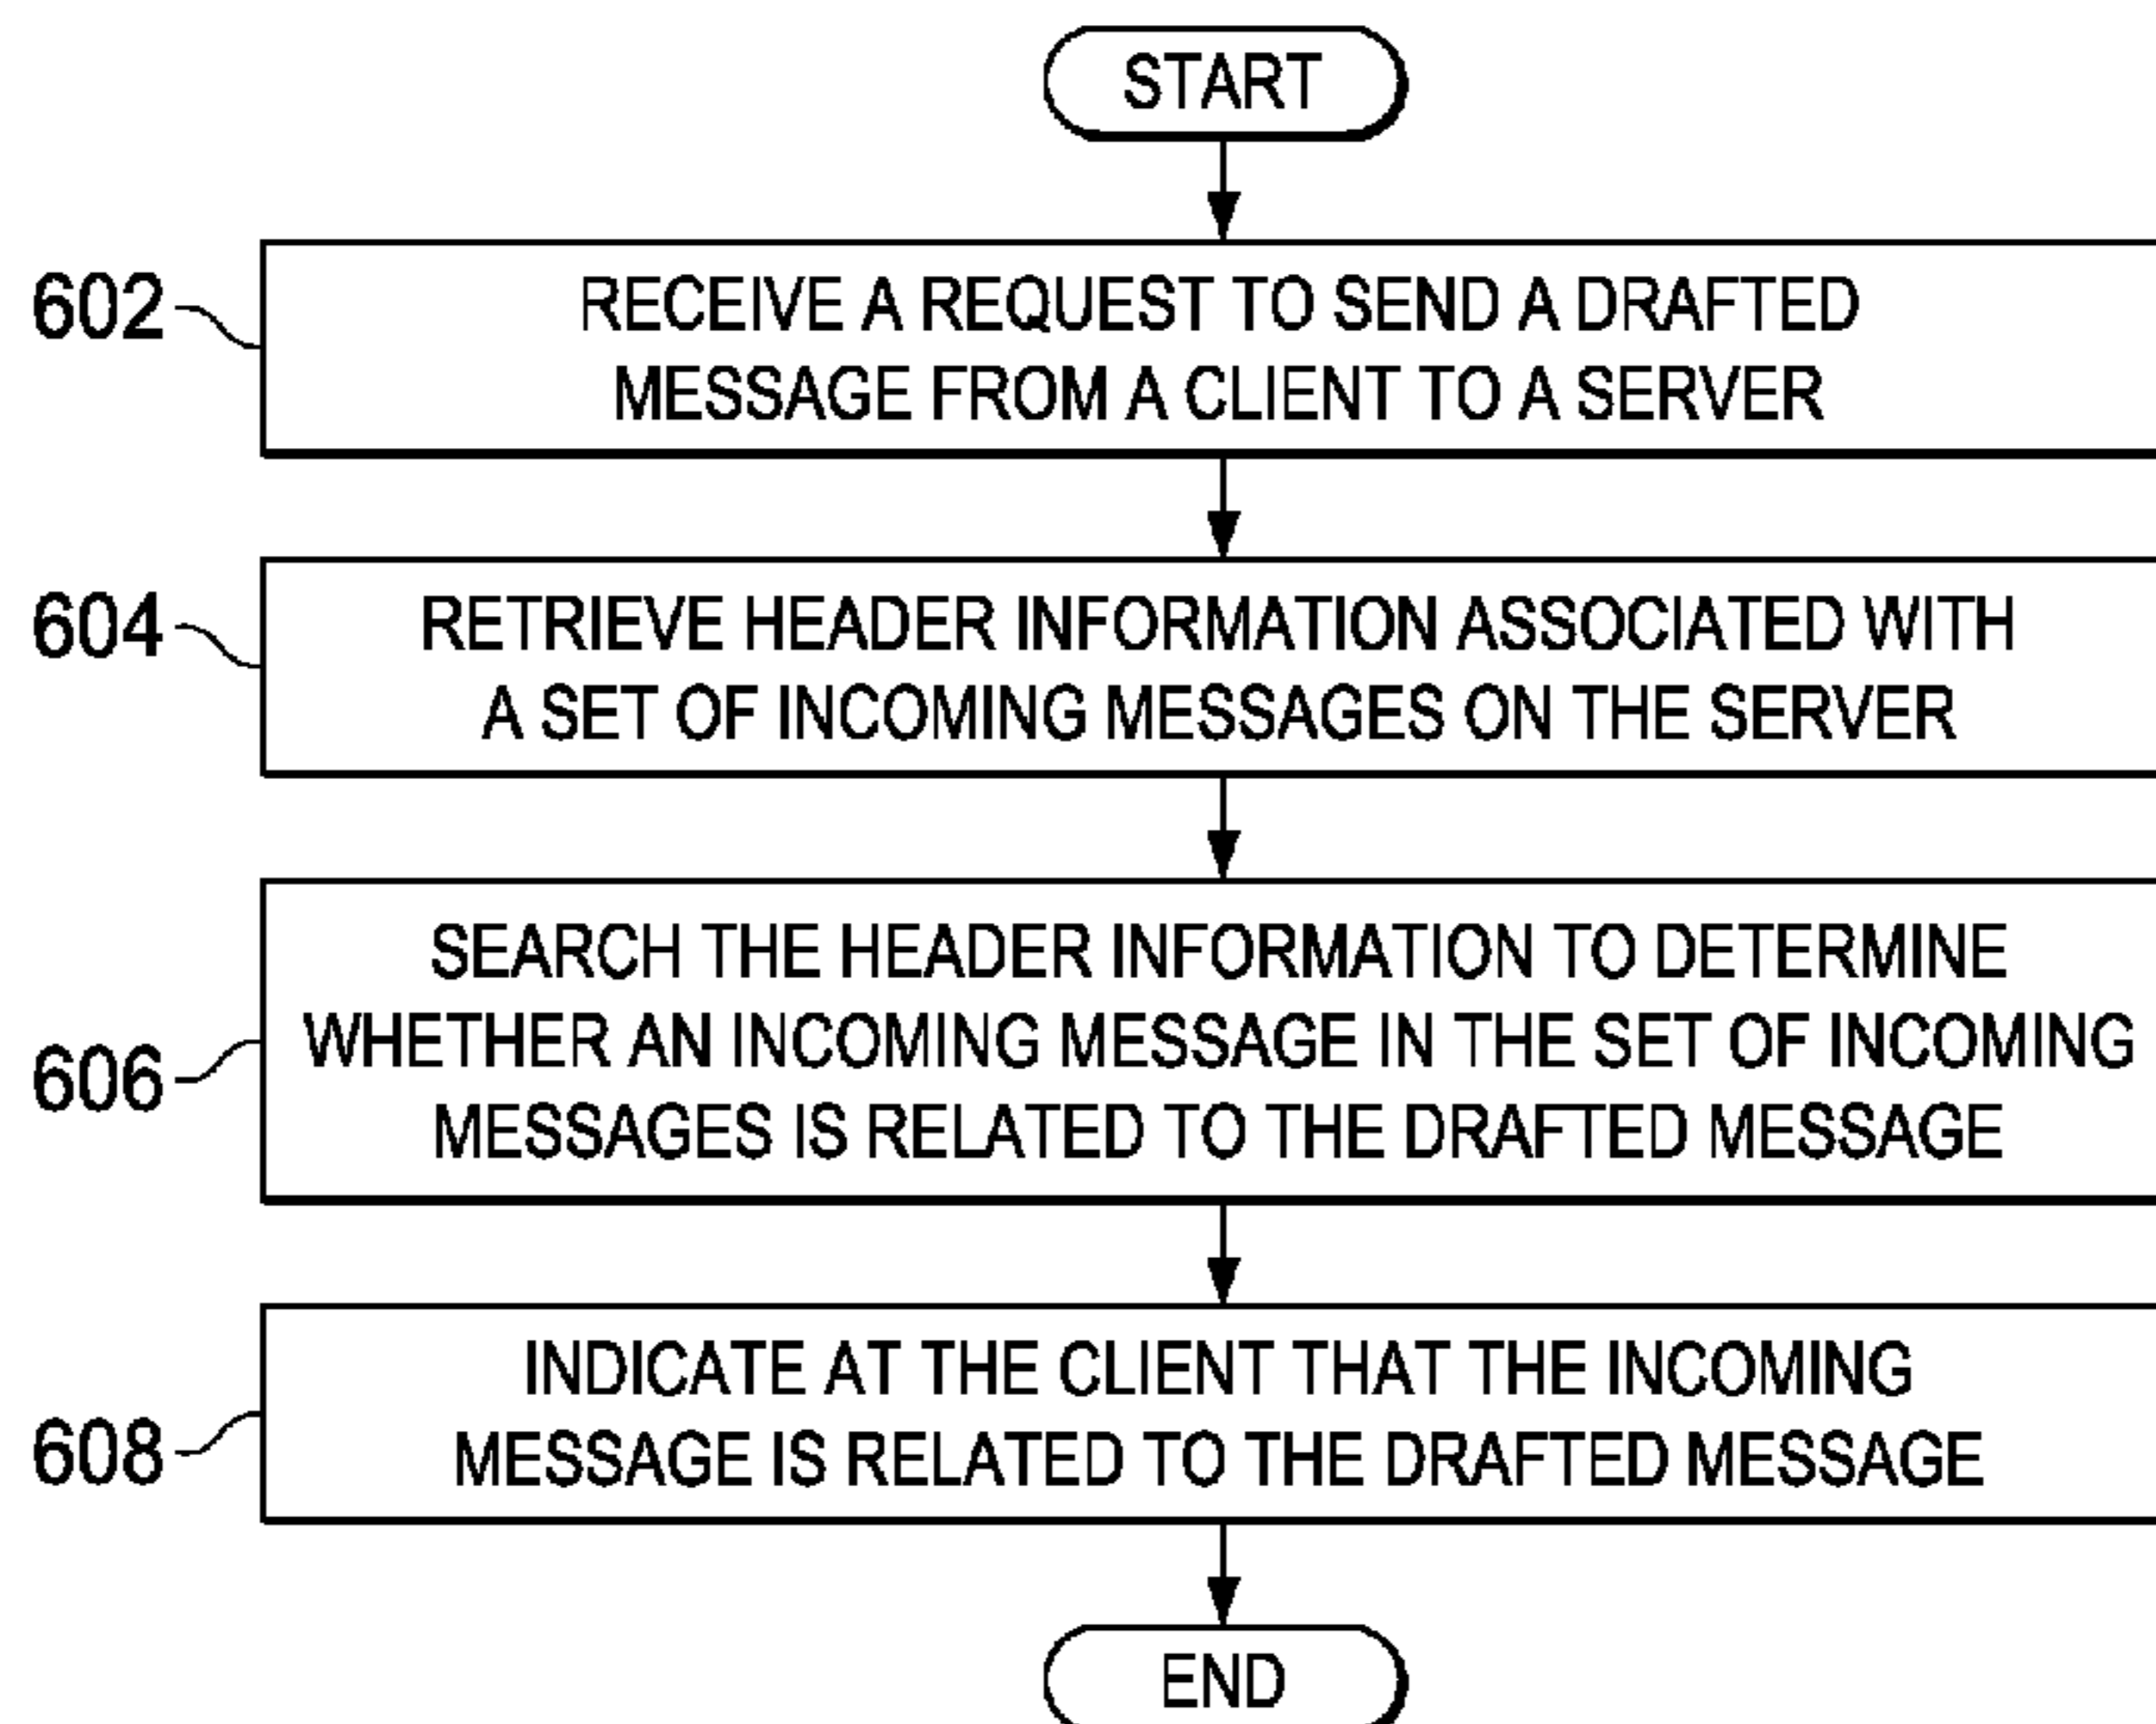 START
602
RECEIVE A REQUEST TO SEND A DRAFTED
MESSAGE FROM A CLIENT TO A SERVER
604
RETRIEVE HEADER INFORMATION ASSOCIATED WITH
A SET OF INCOMING MESSAGES ON THE SERVER
606
SEARCH THE HEADER INFORMATION TO DETERMINE
WHETHER AN INCOMING MESSAGE IN THE SET OF INCOMING
MESSAGES IS RELATED TO THE DRAFTED MESSAGE
608
INDICATE AT THE CLIENT THAT THE INCOMING
MESSAGE IS RELATED TO THE DRAFTED MESSAGE
END